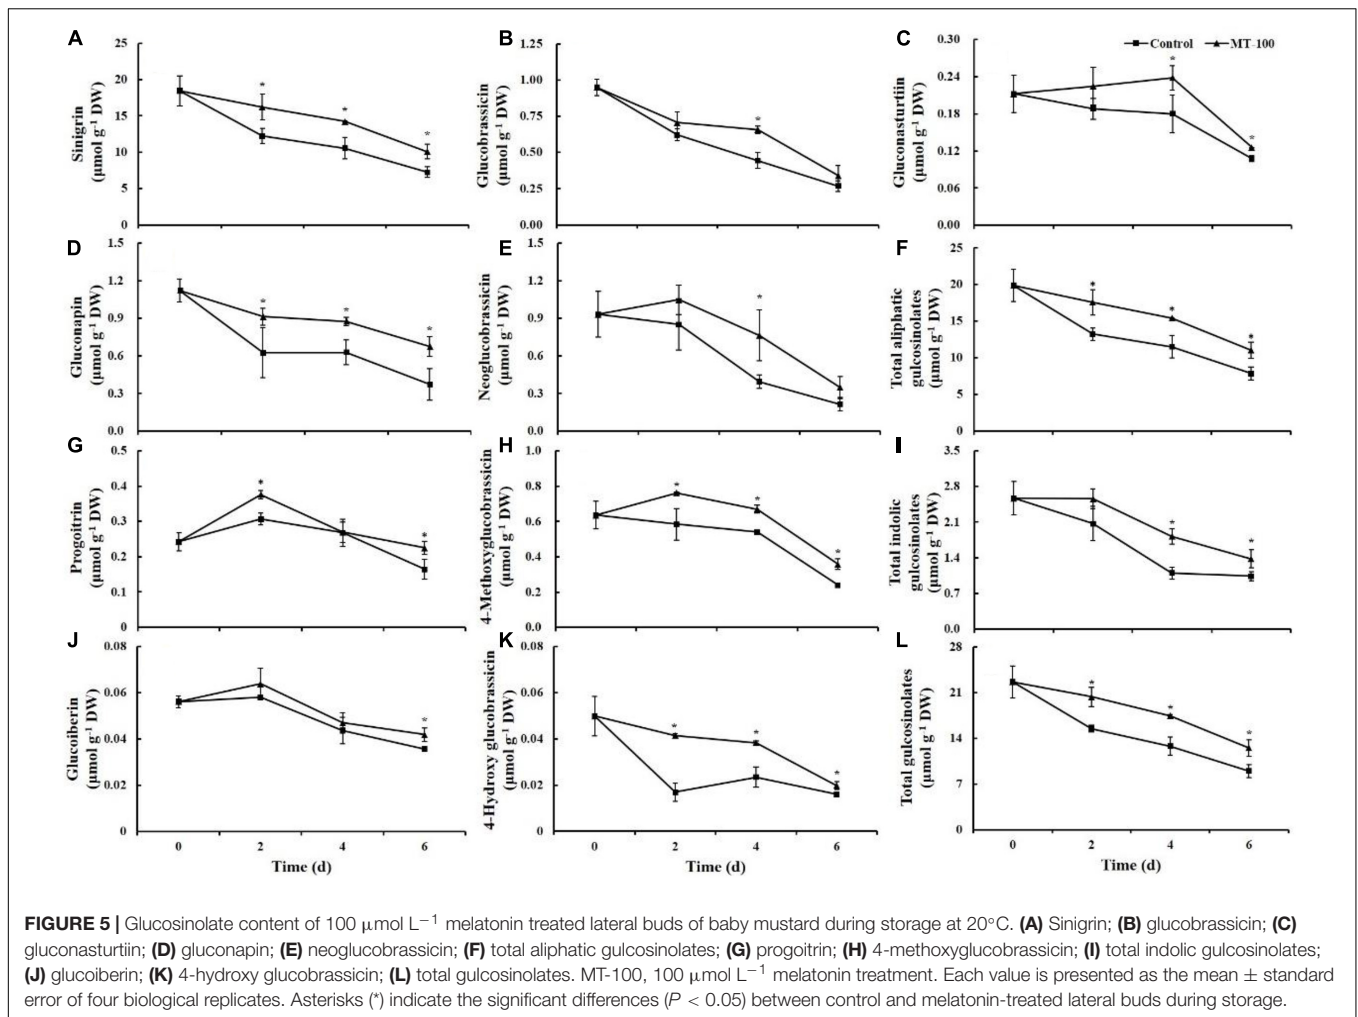 A
Sinigrin
(μmol g-1 DW)
25
20
15
10
5
0
*
*
*
B
Glucobrassicin
(μmol g-1 DW)
1.25
1.00
0.75
0.50
0.25
0.00
*
C
Gluconasturtiin
(μmol g-1 DW)
0.30
0.24
0.18
0.12
0.06
0.00
Control MT-100
*
*
D
Gluconapin
(μmol g-1 DW)
1.5
1.2
0.9
0.6
0.3
0.0
*
*
*
E
Neoglucobrassicin
(μmol g-1 DW)
1.5
1.2
0.9
0.6
0.3
0.0
*
F
Total aliphatic
gulcosinolates
(μmol g-1 DW)
25
20
15
10
5
0
*
*
*
G
Progoitrin
(μmol g-1 DW)
0.5
0.4
0.3
0.2
0.1
0
*
*
H
4-Methoxyglucobrassicin
(μmol g-1 DW)
1.0
0.8
0.6
0.4
0.2
0.0
*
*
*
I
Total indolic
gulcosinolates
(μmol g-1 DW)
3.5
2.8
2.1
1.4
0.7
0.0
*
*
J
Glucoiberin
(μmol g-1 DW)
0.08
0.06
0.04
0.02
0
*
0 2 4 6
Time (d)
K
4-Hydroxy glucobrassicin
(μmol g-1 DW)
0.08
0.06
0.04
0.02
0
*
*
*
0 2 4 6
Time (d)
L
Total gulcosinolates
(μmol g-1 DW)
28
21
14
7
0
*
*
*
0 2 4 6
Time (d)
FIGURE 5 | Glucosinolate content of 100 μmol L−1 melatonin treated lateral buds of baby mustard during storage at 20°C. (A) Sinigrin; (B) glucobrassicin; (C)
gluconasturtiin; (D) gluconapin; (E) neoglucobrassicin; (F) total aliphatic gulcosinolates; (G) progoitrin; (H) 4-methoxyglucobrassicin; (I) total indolic gulcosinolates;
(J) glucoiberin; (K) 4-hydroxy glucobrassicin; (L) total gulcosinolates. MT-100, 100 μmol L−1 melatonin treatment. Each value is presented as the mean ± standard
error of four biological replicates. Asterisks (*) indicate the significant differences (P < 0.05) between control and melatonin-treated lateral buds during storage.